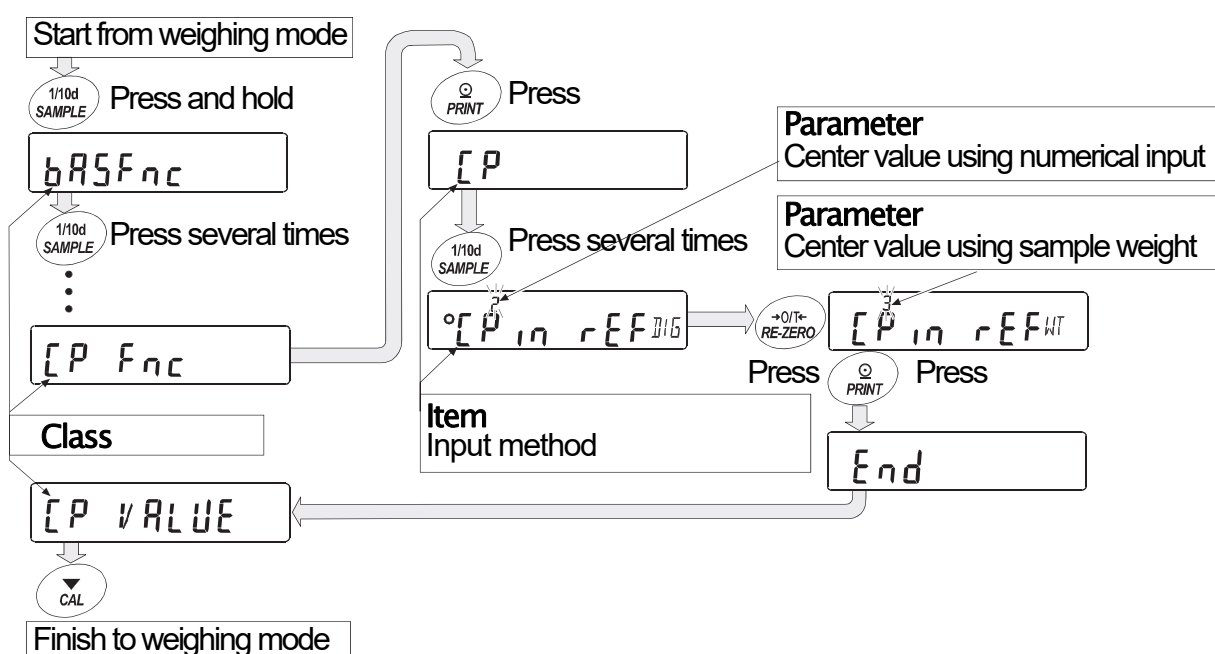 Start from weighing mode
1/10d
SAMPLE
Press and hold
bASFnc
1/10d
SAMPLE
Press several times
CP Fnc
Class
CP VALUE
CAL
Finish to weighing mode
PRINT
Press
CP
1/10d
SAMPLE
Press several times
2
°CP in rEF DIG
Item
Input method
Parameter
Center value using numerical input
Parameter
Center value using sample weight
→0/T←
RE-ZERO
Press
3
CP in rEF WT
PRINT
Press
End